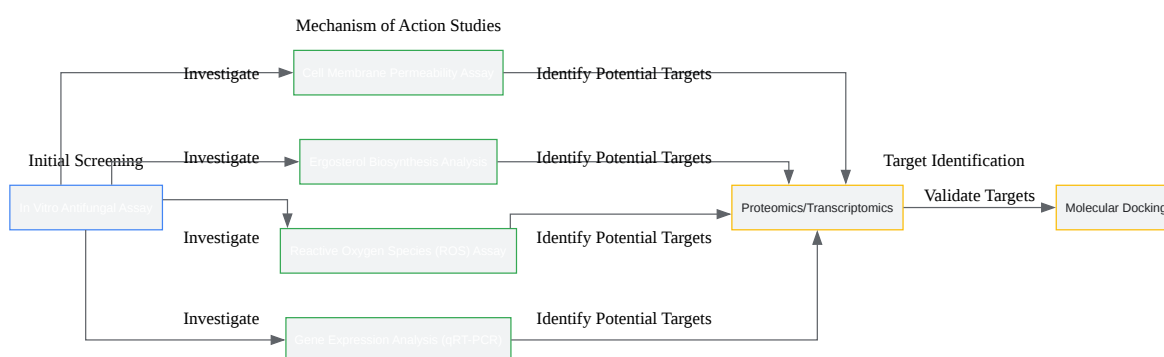 Mechanism of Action Studies
Investigate
Cell Membrane Permeability Assay
Identify Potential Targets
Initial Screening
Investigate
Ergosterol Biosynthesis Analysis
Identify Potential Targets
Target Identification
In Vitro Antifungal Assay
Validate Targets
Proteomics/Transcriptomics
Molecular Docking
Investigate
Reactive Oxygen Species (ROS) Assay
Identify Potential Targets
Investigate
Gene Expression Analysis (qRT-PCR)
Identify Potential Targets